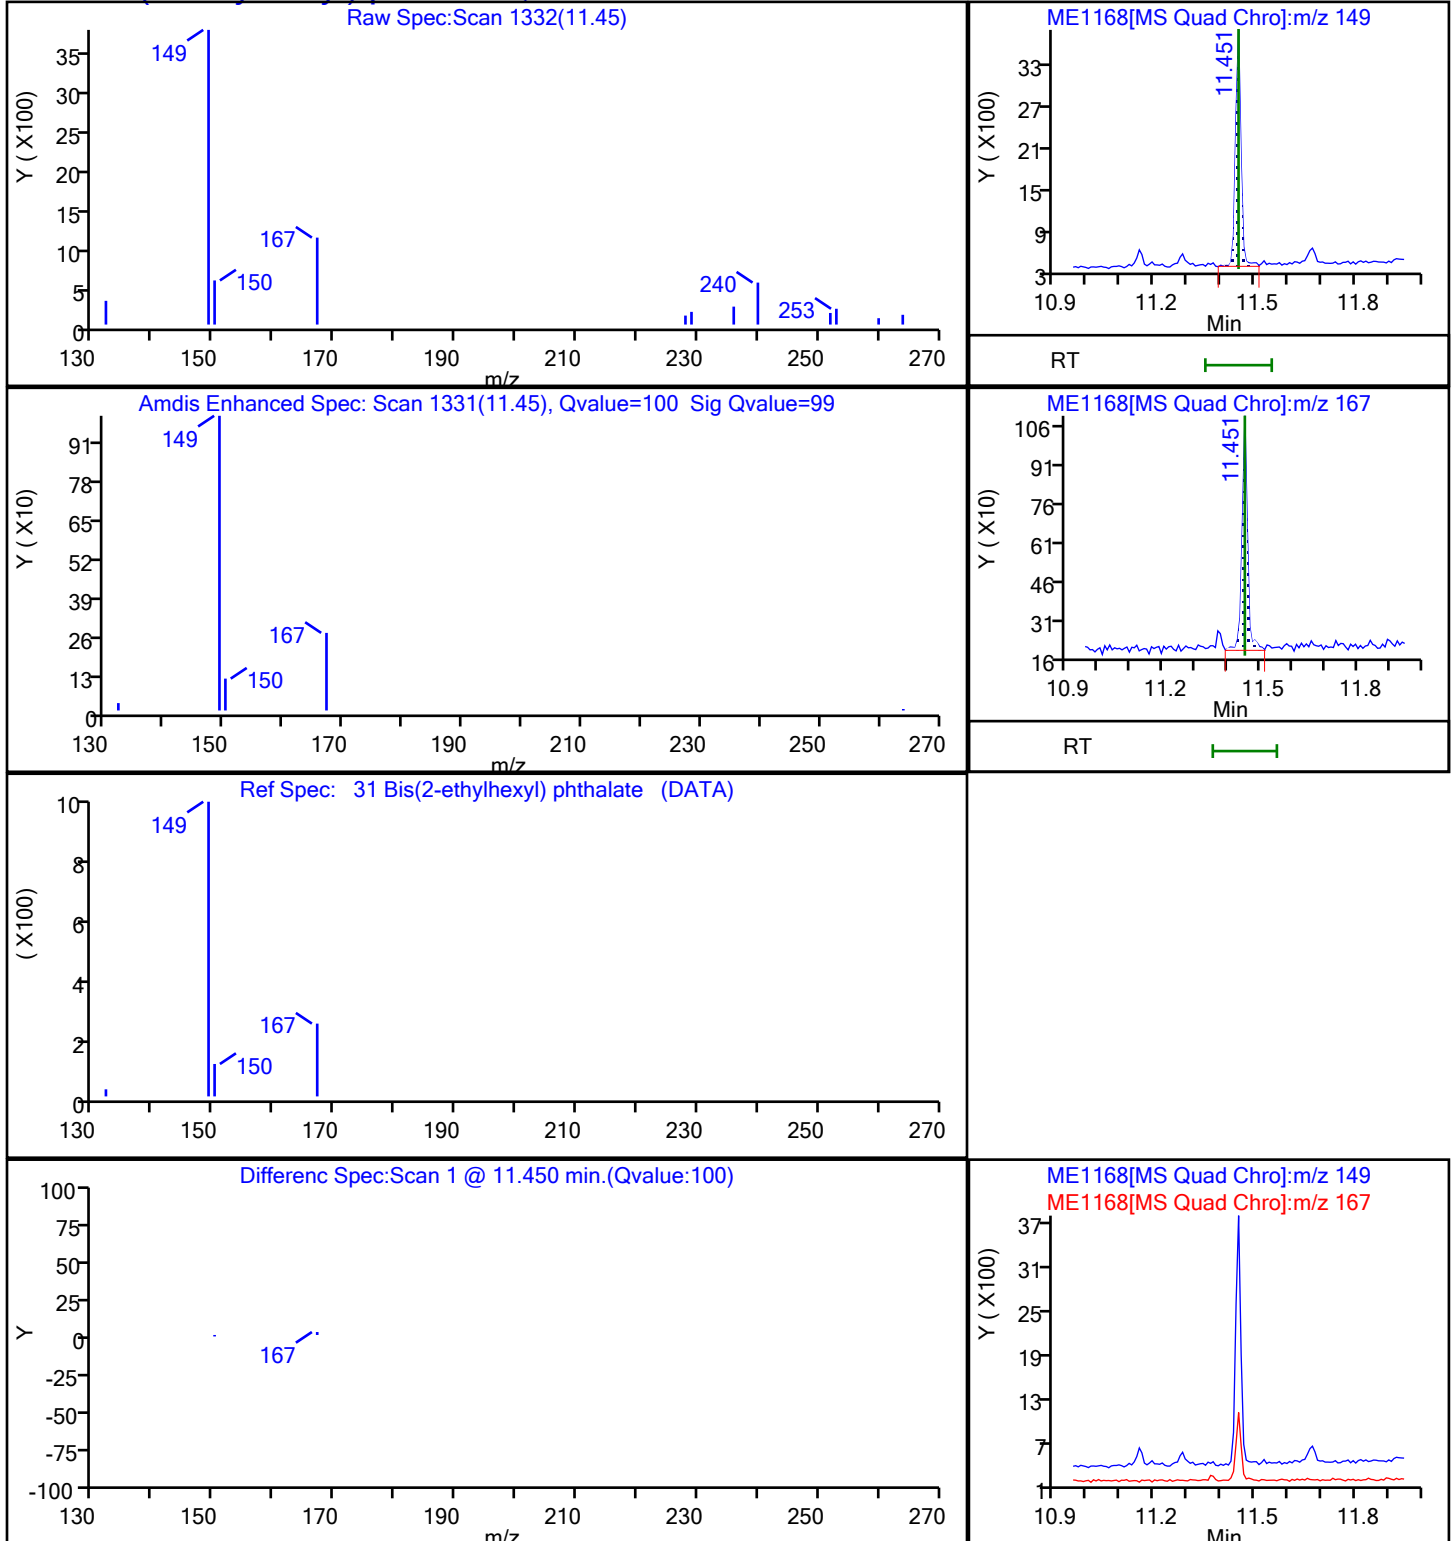 Raw Spec:Scan 1332(11.45)
Y ( X100)
35
30
25
20
15
10
5
0
149
150
167
240
253
130 150 170 190 210 230 250 270
m/z
ME1168[MS Quad Chro]:m/z 149
Y ( X100)
33
27
21
15
9
3
11.451
10.9 11.2 11.5 11.8
Min
RT
Amdis Enhanced Spec: Scan 1331(11.45), Qvalue=100 Sig Qvalue=99
Y ( X10)
91
78
65
52
39
26
13
0
149
150
167
130 150 170 190 210 230 250 270
m/z
ME1168[MS Quad Chro]:m/z 167
Y ( X10)
106
91
76
61
46
31
16
11.451
10.9 11.2 11.5 11.8
Min
RT
Ref Spec: 31 Bis(2-ethylhexyl) phthalate (DATA)
( X100)
10
8
6
4
2
0
149
150
167
130 150 170 190 210 230 250 270
Differenc Spec:Scan 1 @ 11.450 min.(Qvalue:100)
Y
100
75
50
25
0
-25
-50
-75
-100
167
130 150 170 190 210 230 250 270
m/z
ME1168[MS Quad Chro]:m/z 149
ME1168[MS Quad Chro]:m/z 167
Y ( X100)
37
31
25
19
13
7
1
10.9 11.2 11.5 11.8
Min